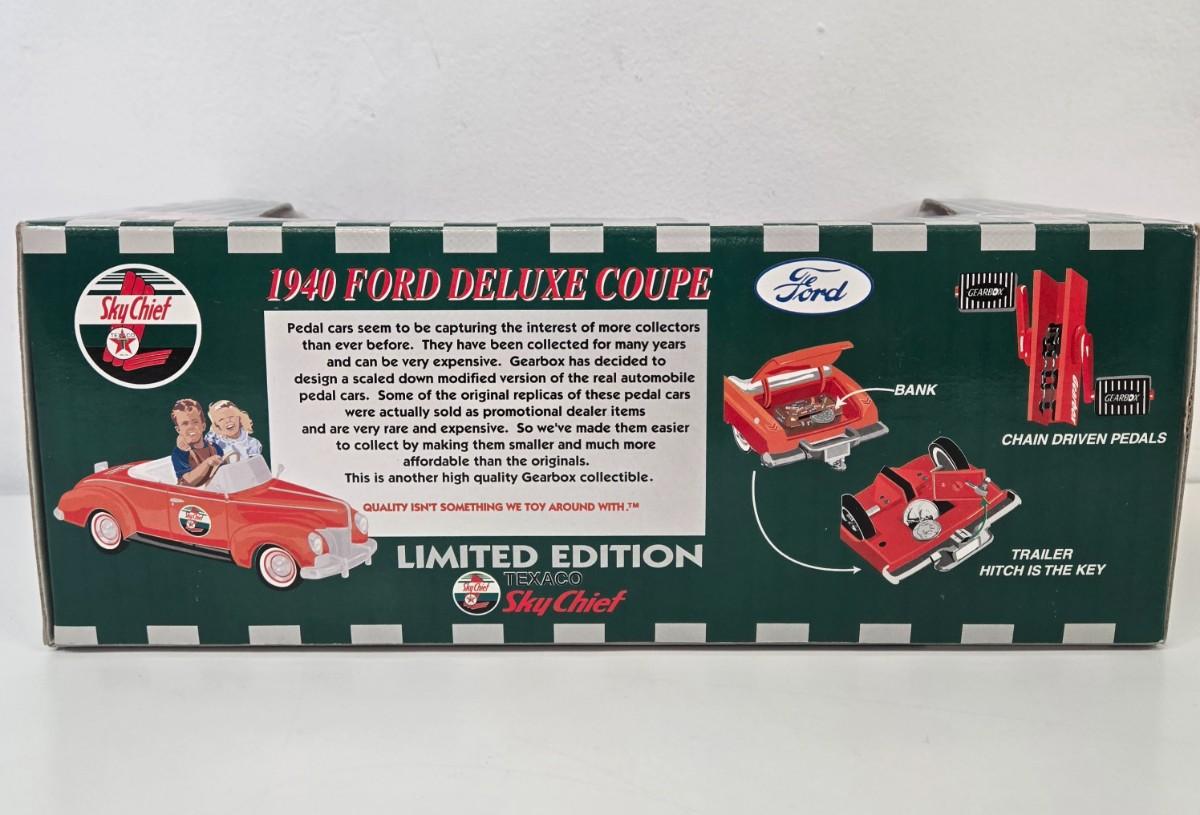 Sky Chief
TEXACO
1940 FORD DELUXE COUPE
Pedal cars seem to be capturing the interest of more collectors
than ever before. They have been collected for many years
and can be very expensive. Gearbox has decided to
design a scaled down modified version of the real automobile
pedal cars. Some of the original replicas of these pedal cars
were actually sold as promotional dealer items
and are very rare and expensive. So we've made them easier
to collect by making them smaller and much more
affordable than the originals.
This is another high quality Gearbox collectible.
QUALITY ISN'T SOMETHING WE TOY AROUND WITH.™
LIMITED EDITION
Sky Chief
TEXACO
Sky Chief
Sky Chief
Ford
BANK
GEARBOX
GEARBOX
CHAIN DRIVEN PEDALS
TRAILER
HITCH IS THE KEY